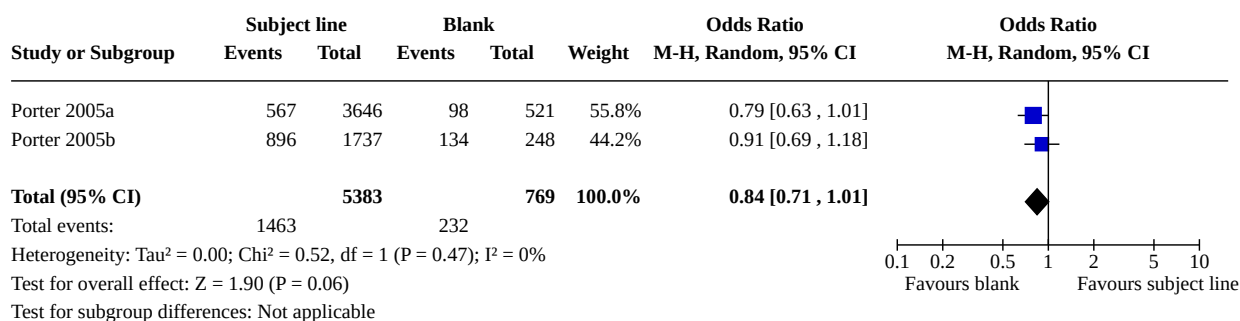 Subject line Blank Odds Ratio Odds Ratio
Study or Subgroup Events Total Events Total Weight M-H, Random, 95% CI M-H, Random, 95% CI
Porter 2005a 567 3646 98 521 55.8% 0.79 [0.63 , 1.01]
Porter 2005b 896 1737 134 248 44.2% 0.91 [0.69 , 1.18]
Total (95% CI) 5383 769 100.0% 0.84 [0.71 , 1.01]
Total events: 1463 232
Heterogeneity: Tau² = 0.00; Chi² = 0.52, df = 1 (P = 0.47); I² = 0%
0.1 0.2 0.5 1 2 5 10
Test for overall effect: Z = 1.90 (P = 0.06) Favours blank Favours subject line
Test for subgroup differences: Not applicable